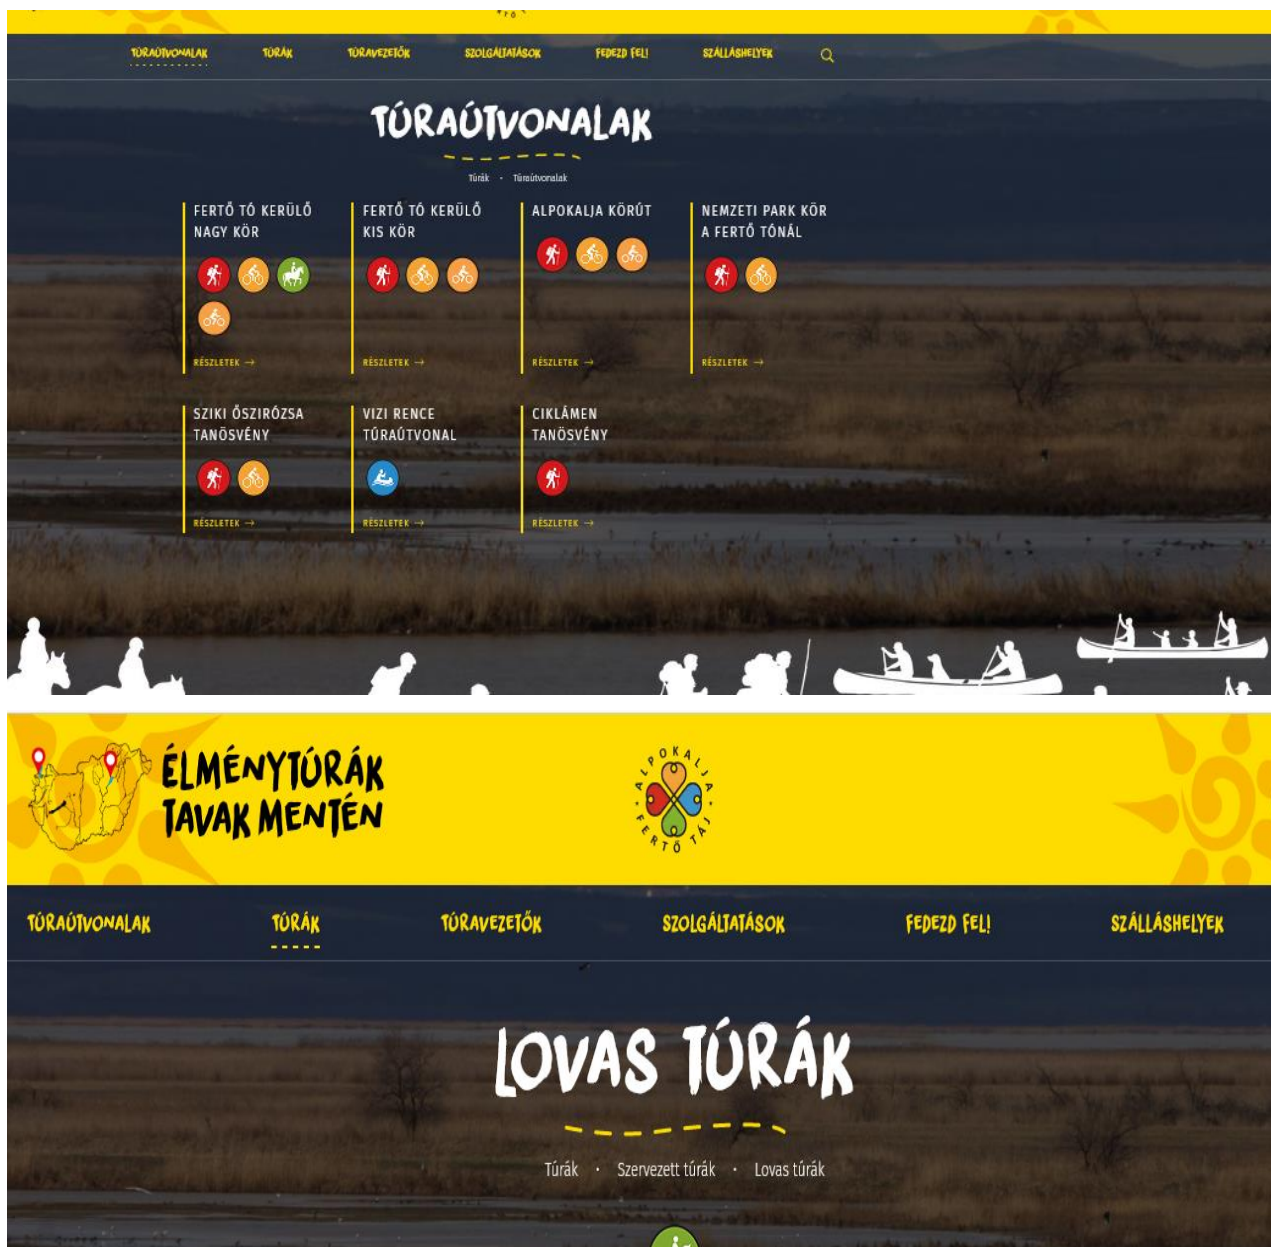 TÚRAÚTVONALAK TÚRÁK TÚRAVEZETŐK SZOLGÁLTATÁSOK FEDEZD FEL! SZÁLLÁSHELYEK
TÚRAÚTVONALAK
Túrák · Túraútvonalak
FERTŐ TÓ KERÜLŐ
NAGY KÖR
RÉSZLETEK →
FERTŐ TÓ KERÜLŐ
KIS KÖR
RÉSZLETEK →
ALPOKALJA KÖRÚT
RÉSZLETEK →
NEMZETI PARK KÖR
A FERTŐ TÓNÁL
RÉSZLETEK →
SZIKI ŐSZIRÓZSA
TANÖSVÉNY
RÉSZLETEK →
VIZI RENCE
TÚRAÚTVONAL
RÉSZLETEK →
CIKLÁMEN
TANÖSVÉNY
RÉSZLETEK →
ÉLMÉNYTÚRÁK
TAVAK MENTÉN
ALPOKALJA · FERTŐ TÁJ ·
TÚRAÚTVONALAK TÚRÁK TÚRAVEZETŐK SZOLGÁLTATÁSOK FEDEZD FEL! SZÁLLÁSHELYEK
LOVAS TÚRÁK
Túrák · Szervezett túrák · Lovas túrák